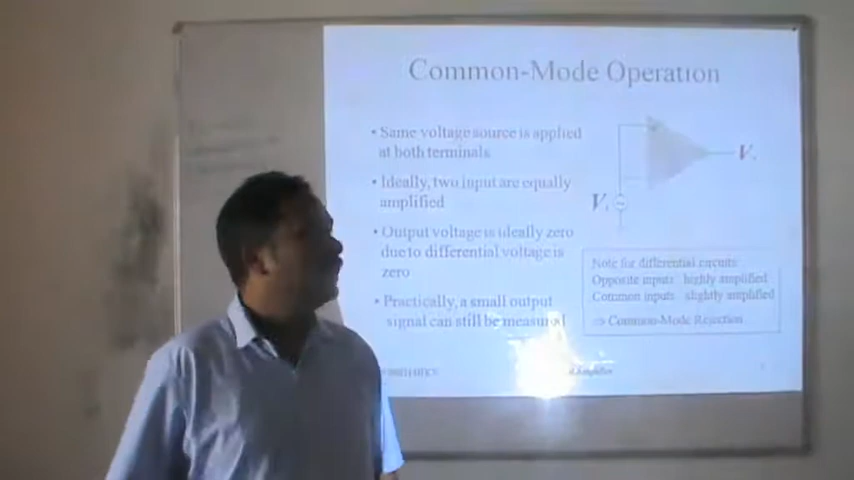 Common-Mode Operation
• Same voltage source is applied
at both terminals
• Ideally, two input are equally
amplified
• Output voltage is ideally zero
due to differential voltage is
zero
• Practically, a small output
signal can still be measured
Vₒ
Vᵢ
Note for differential circuits:
Opposite inputs : highly amplified
Common inputs : slightly amplified
⇒ Common-Mode Rejection
Amplifier